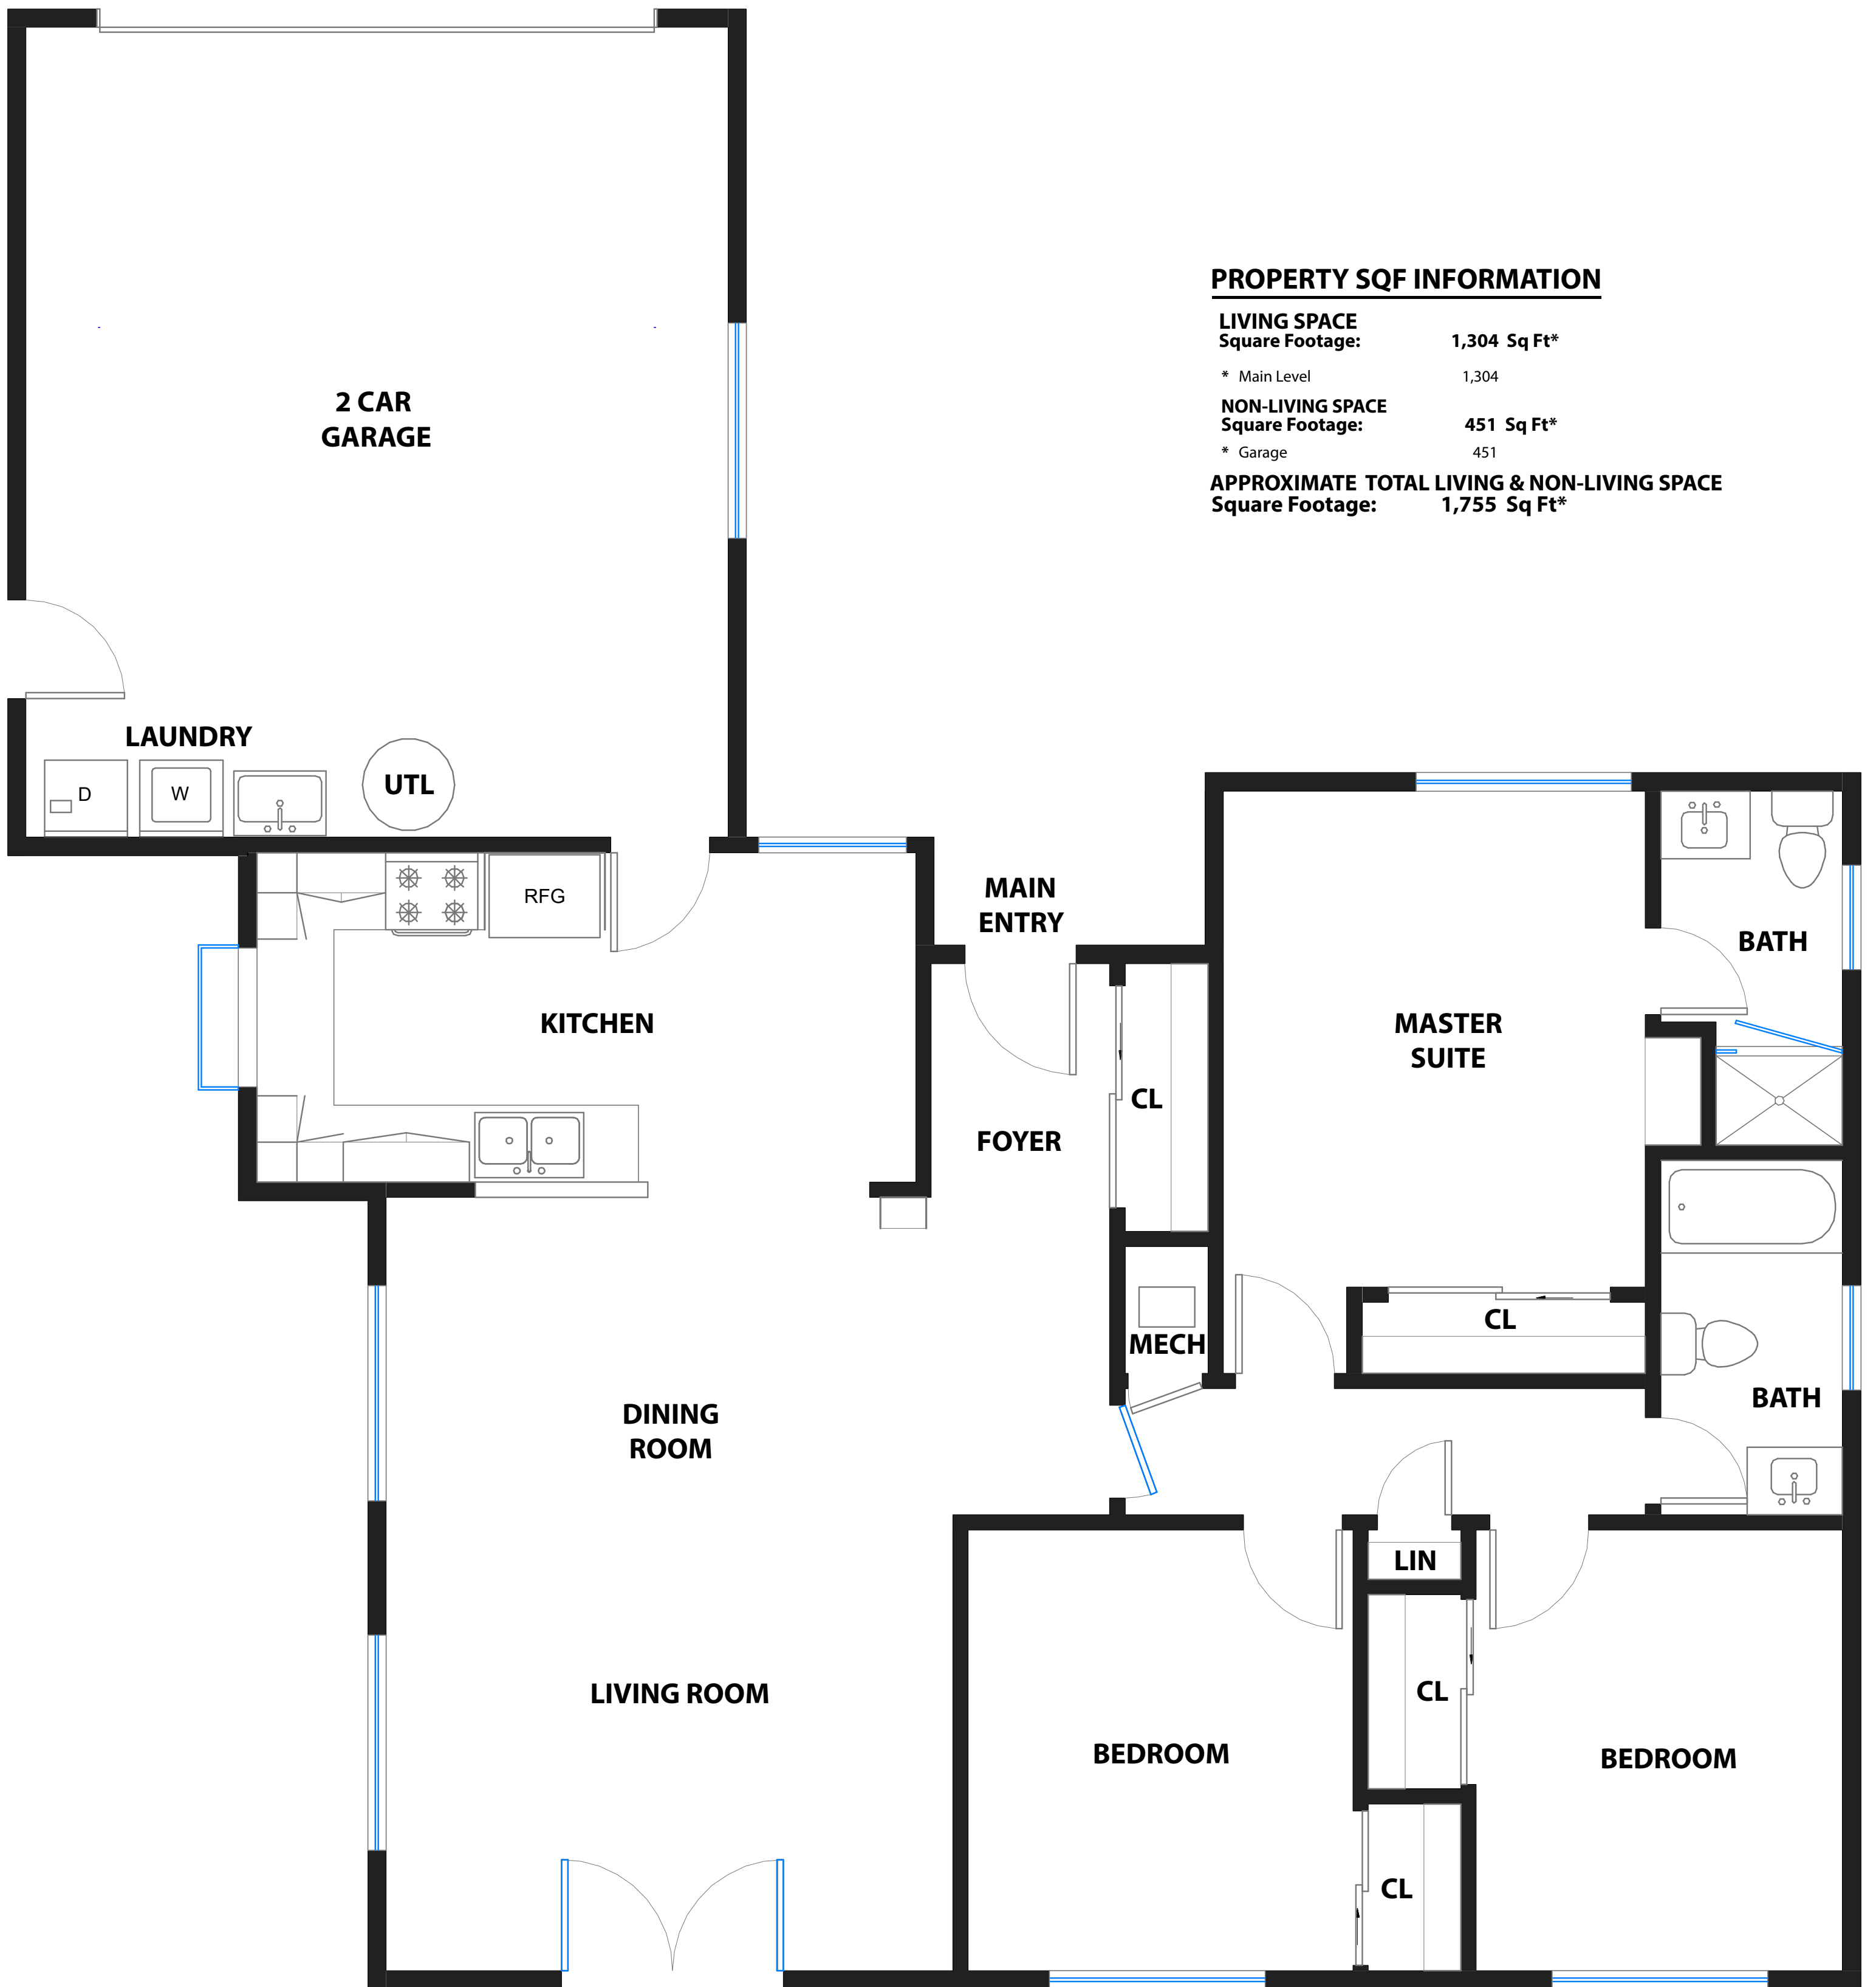 PROPERTY SQF INFORMATION
LIVING SPACE
Square Footage: 1,304 Sq Ft*
* Main Level 1,304
NON-LIVING SPACE
Square Footage: 451 Sq Ft*
* Garage 451
APPROXIMATE TOTAL LIVING & NON-LIVING SPACE
Square Footage: 1,755 Sq Ft*
2 CAR
GARAGE
LAUNDRY
D
W
UTL
RFG
KITCHEN
MAIN
ENTRY
FOYER
CL
MECH
MASTER
SUITE
BATH
CL
BATH
DINING
ROOM
LIVING ROOM
LIN
CL
BEDROOM
BEDROOM
CL